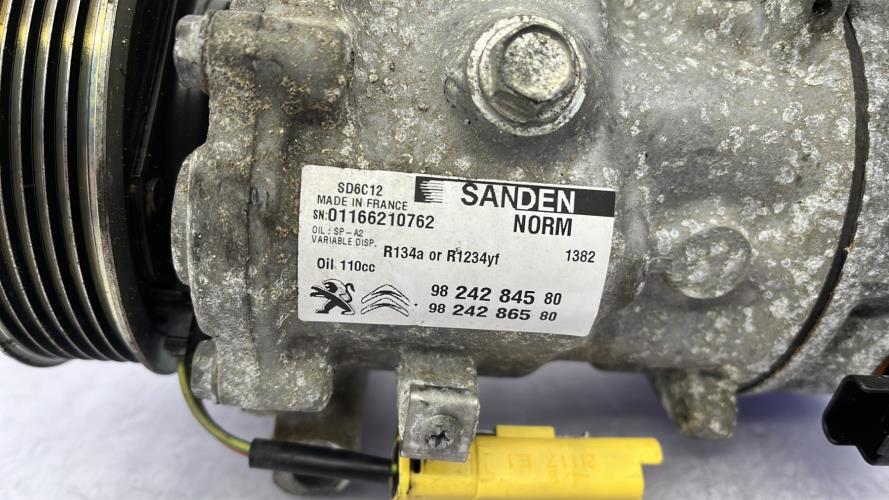 SD6C12 SANDEN
MADE IN FRANCE
SN:01166210762 NORM
OIL : SP-A2
VARIABLE DISP. R134a or R1234yf 1382
Oil 110cc
98 242 845 80
98 242 865 80